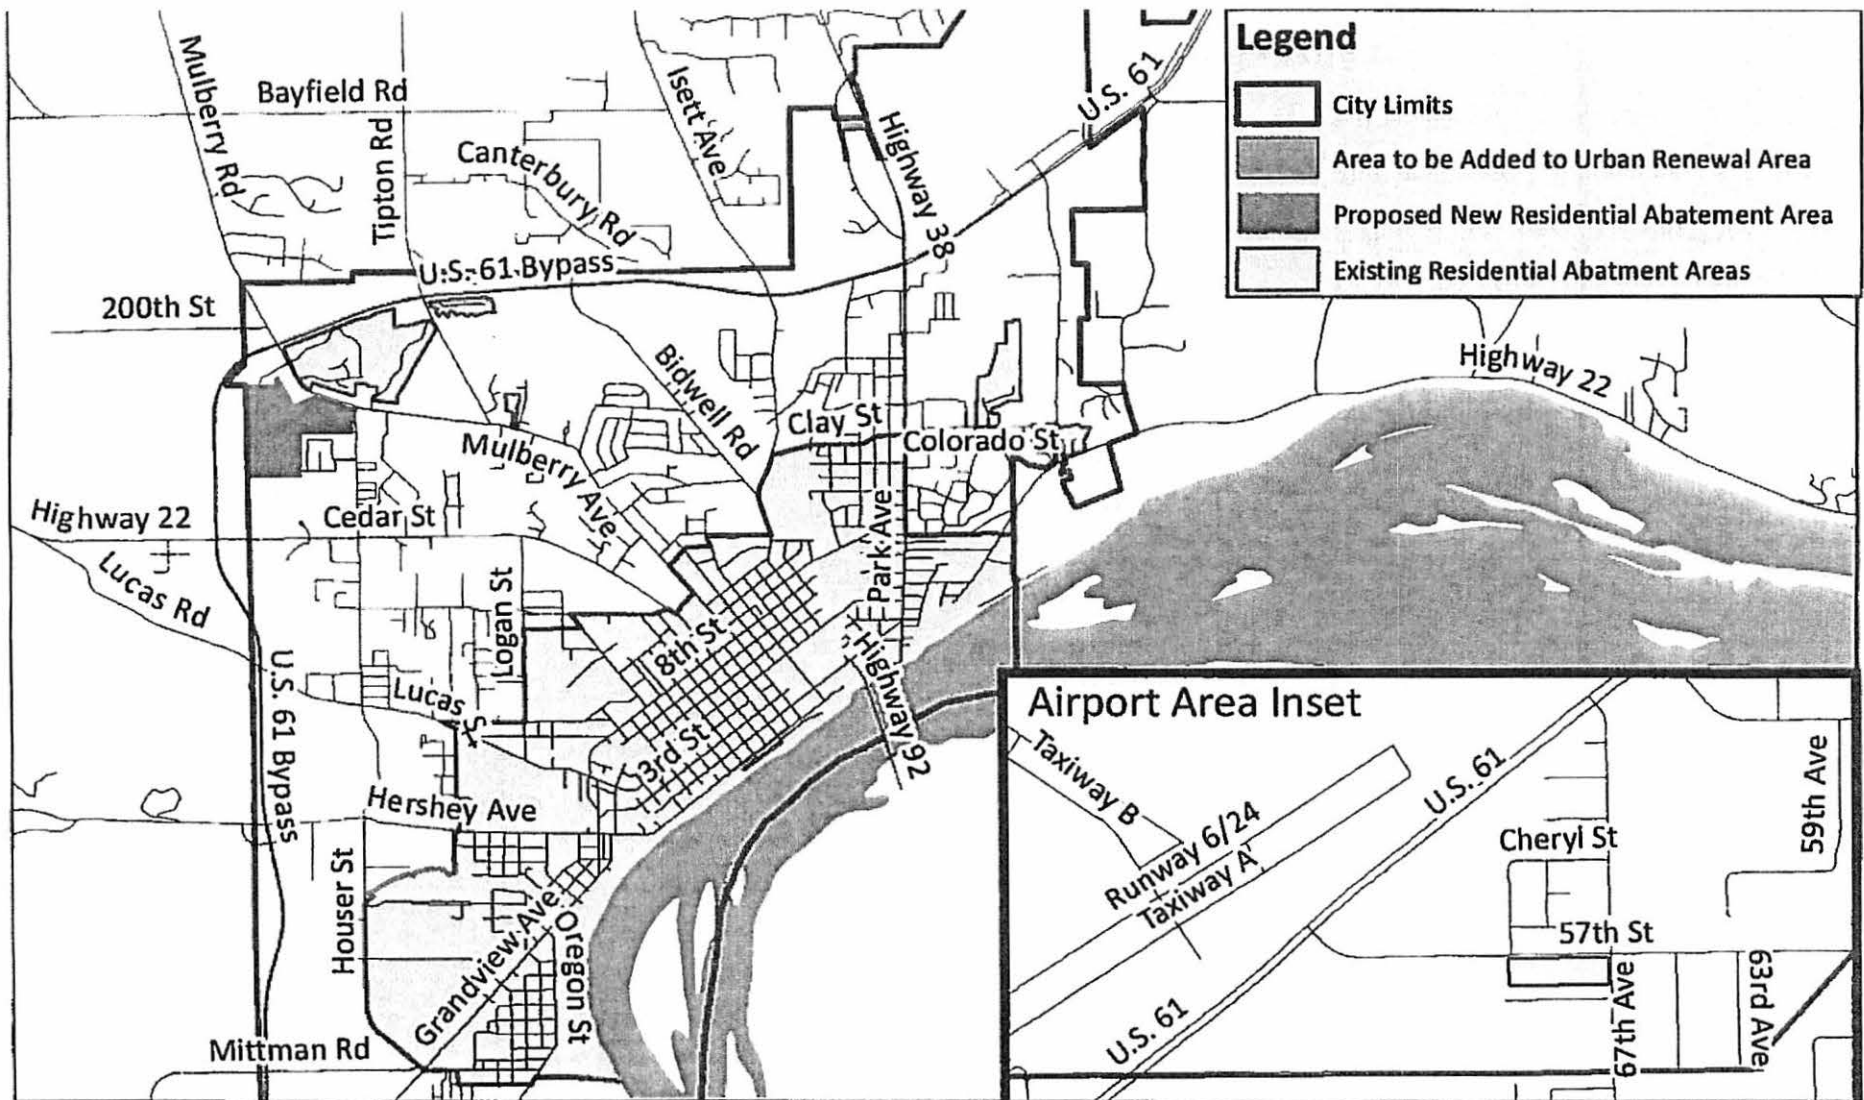 Legend
City Limits
Area to be Added to Urban Renewal Area
Proposed New Residential Abatement Area
Existing Residential Abatment Areas
Mulberry Rd
Bayfield Rd
Tipton Rd
Canterbury Rd
Isett Ave
Highway 38
U.S. 61
U.S. 61 Bypass
200th St
Bidwell Rd
Clay St
Colorado St
Highway 22
Mulberry Ave
Highway 22
Cedar St
Park Ave
Lucas Rd
Logan St
8th St
Highway 92
U.S. 61 Bypass
Lucas St
3rd St
Hershey Ave
Houser St
Grandview Ave
Oregon St
Mittman Rd
Airport Area Inset
Taxiway B
Runway 6/24
Taxiway A
U.S. 61
Cheryl St
59th Ave
57th St
67th Ave
63rd Ave
U.S. 61